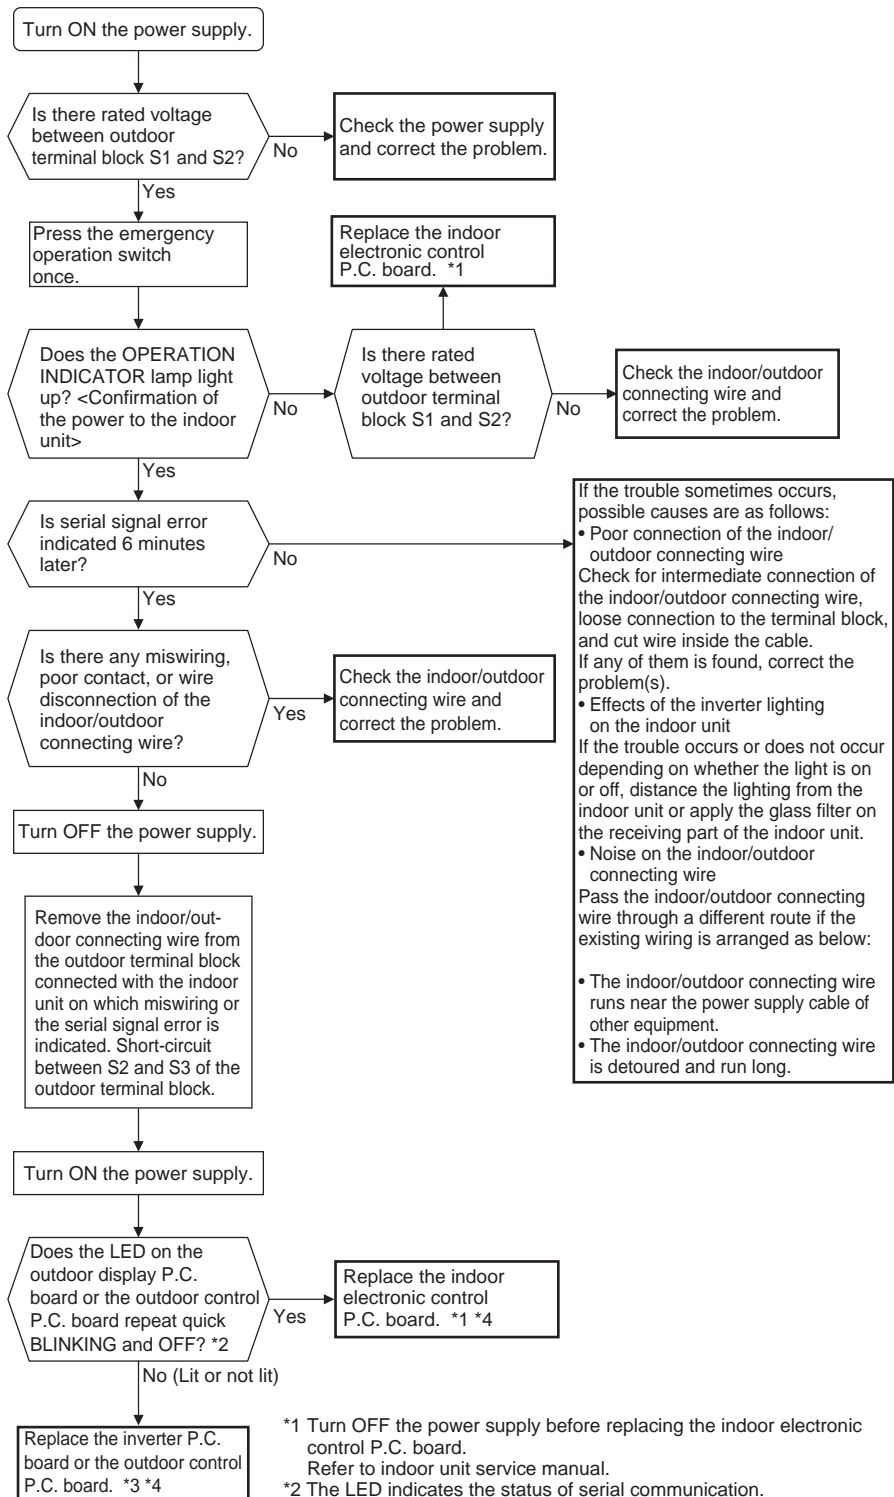 Turn ON the power supply.
Is there rated voltage
between outdoor
terminal block S1 and S2?
No
Check the power supply
and correct the problem.
Yes
Press the emergency
operation switch
once.
Replace the indoor
electronic control
P.C. board. *1
Does the OPERATION
INDICATOR lamp light
up? <Confirmation of
the power to the indoor
unit>
No
Is there rated
voltage between
outdoor terminal
block S1 and S2?
No
Check the indoor/outdoor
connecting wire and
correct the problem.
Yes
Is serial signal error
indicated 6 minutes
later?
No
If the trouble sometimes occurs,
possible causes are as follows:
• Poor connection of the indoor/
outdoor connecting wire
Check for intermediate connection of
the indoor/outdoor connecting wire,
loose connection to the terminal block,
and cut wire inside the cable.
If any of them is found, correct the
problem(s).
• Effects of the inverter lighting
on the indoor unit
If the trouble occurs or does not occur
depending on whether the light is on
or off, distance the lighting from the
indoor unit or apply the glass filter on
the receiving part of the indoor unit.
• Noise on the indoor/outdoor
connecting wire
Pass the indoor/outdoor connecting
wire through a different route if the
existing wiring is arranged as below:
• The indoor/outdoor connecting wire
runs near the power supply cable of
other equipment.
• The indoor/outdoor connecting wire
is detoured and run long.
Yes
Is there any miswiring,
poor contact, or wire
disconnection of the
indoor/outdoor
connecting wire?
Yes
Check the indoor/outdoor
connecting wire and
correct the problem.
No
Turn OFF the power supply.
Remove the indoor/out-
door connecting wire from
the outdoor terminal block
connected with the indoor
unit on which miswiring or
the serial signal error is
indicated. Short-circuit
between S2 and S3 of the
outdoor terminal block.
Turn ON the power supply.
Does the LED on the
outdoor display P.C.
board or the outdoor control
P.C. board repeat quick
BLINKING and OFF? *2
Yes
Replace the indoor
electronic control
P.C. board. *1 *4
No (Lit or not lit)
Replace the inverter P.C.
board or the outdoor control
P.C. board. *3 *4
*1 Turn OFF the power supply before replacing the indoor electronic
control P.C. board.
Refer to indoor unit service manual.
*2 The LED indicates the status of serial communication.